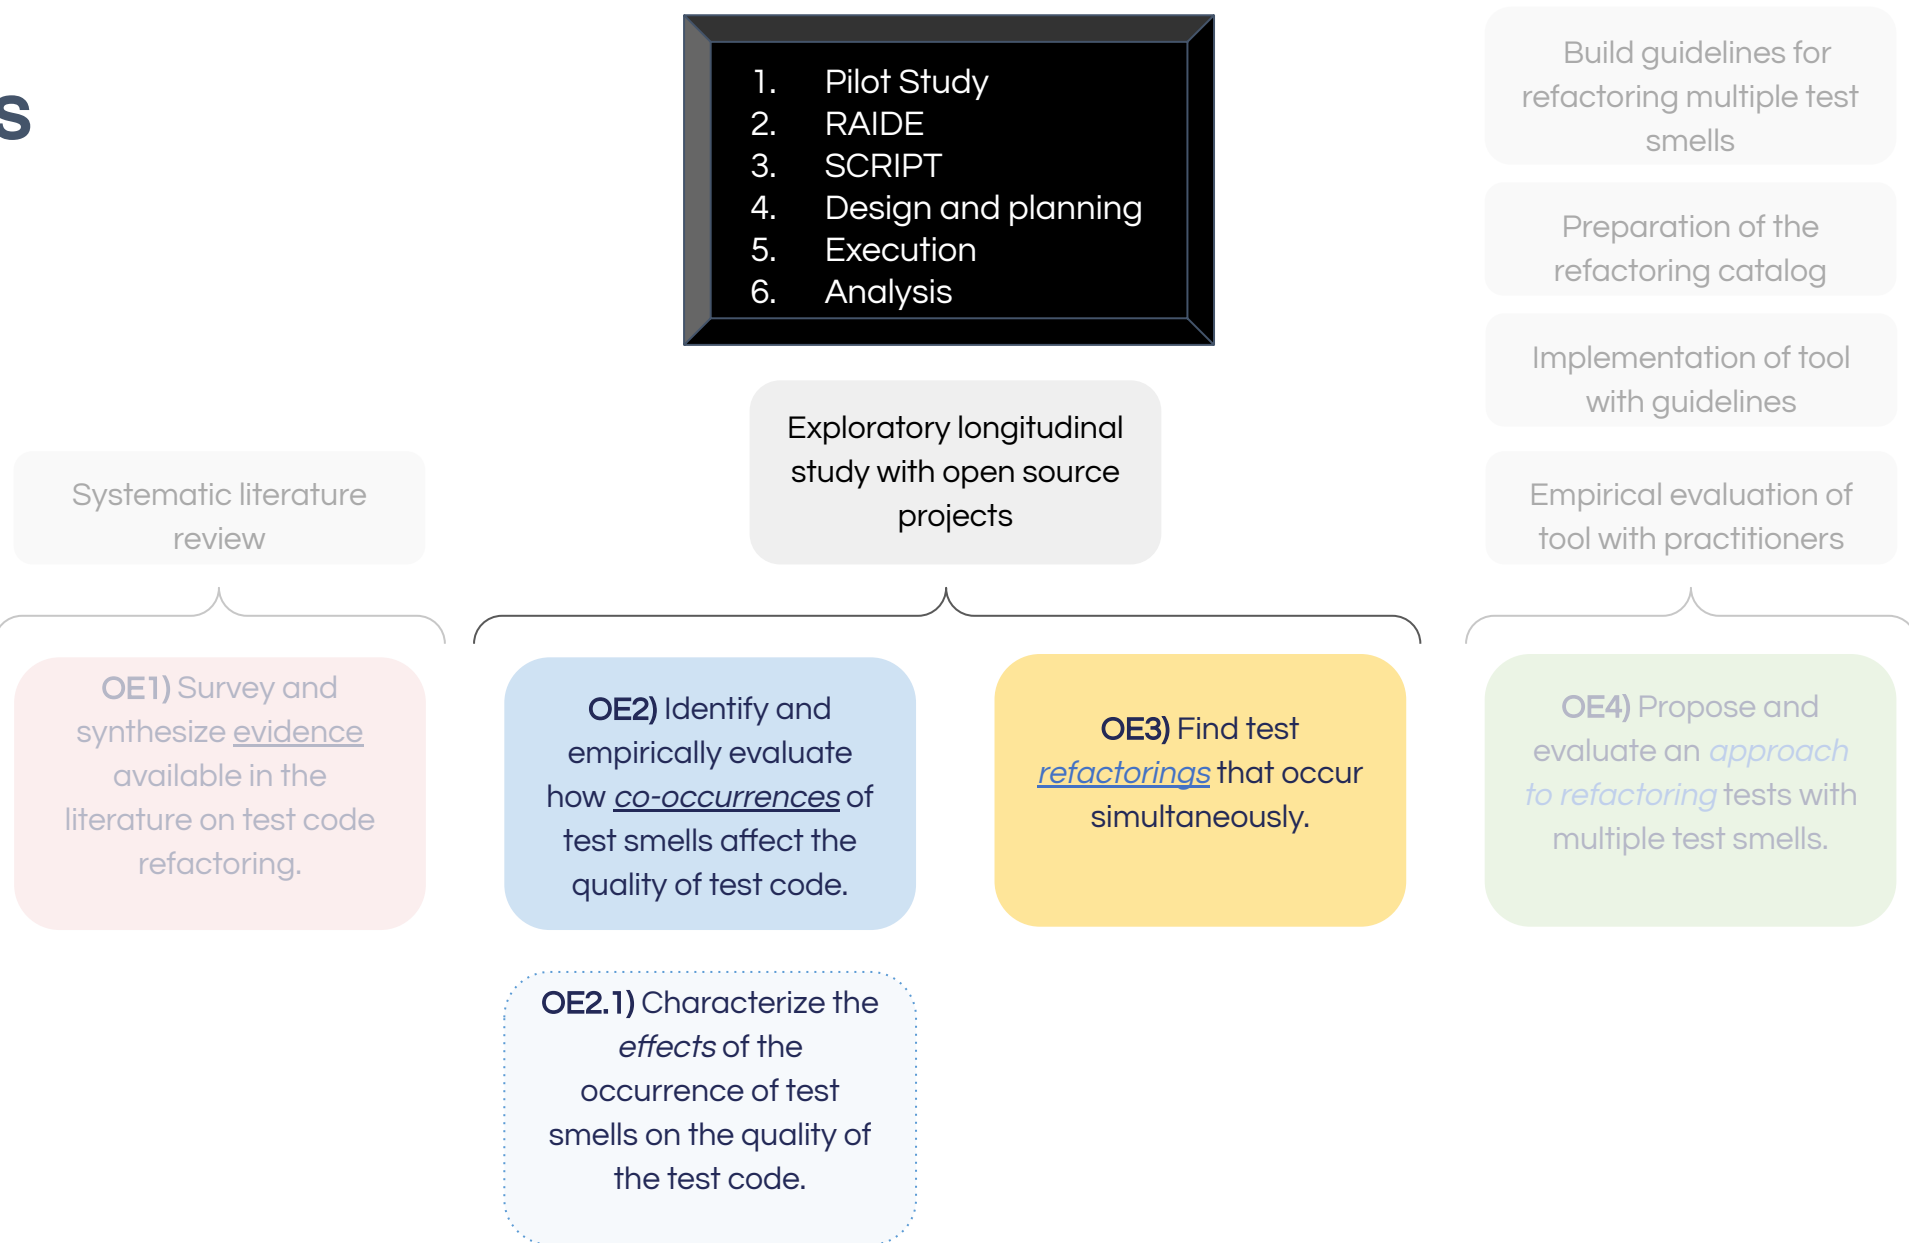 s
1. Pilot Study
2. RAIDE
3. SCRIPT
4. Design and planning
5. Execution
6. Analysis
Build guidelines for
refactoring multiple test
smells
Preparation of the
refactoring catalog
Implementation of tool
with guidelines
Empirical evaluation of
tool with practitioners
Exploratory longitudinal
study with open source
projects
Systematic literature
review
OE1) Survey and
synthesize evidence
available in the
literature on test code
refactoring.
OE2) Identify and
empirically evaluate
how co-occurrences of
test smells affect the
quality of test code.
OE3) Find test
refactorings that occur
simultaneously.
OE4) Propose and
evaluate an approach
to refactoring tests with
multiple test smells.
OE2.1) Characterize the
effects of the
occurrence of test
smells on the quality of
the test code.